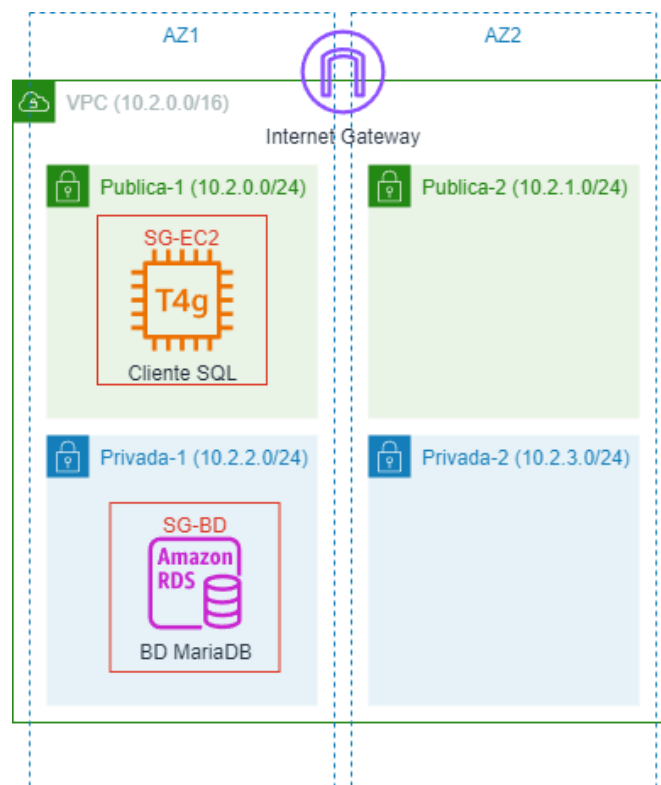 AZ1
AZ2
VPC (10.2.0.0/16)
Internet Gateway
Publica-1 (10.2.0.0/24)
Publica-2 (10.2.1.0/24)
SG-EC2
T4g
Cliente SQL
Privada-1 (10.2.2.0/24)
Privada-2 (10.2.3.0/24)
SG-BD
Amazon
RDS
BD MariaDB